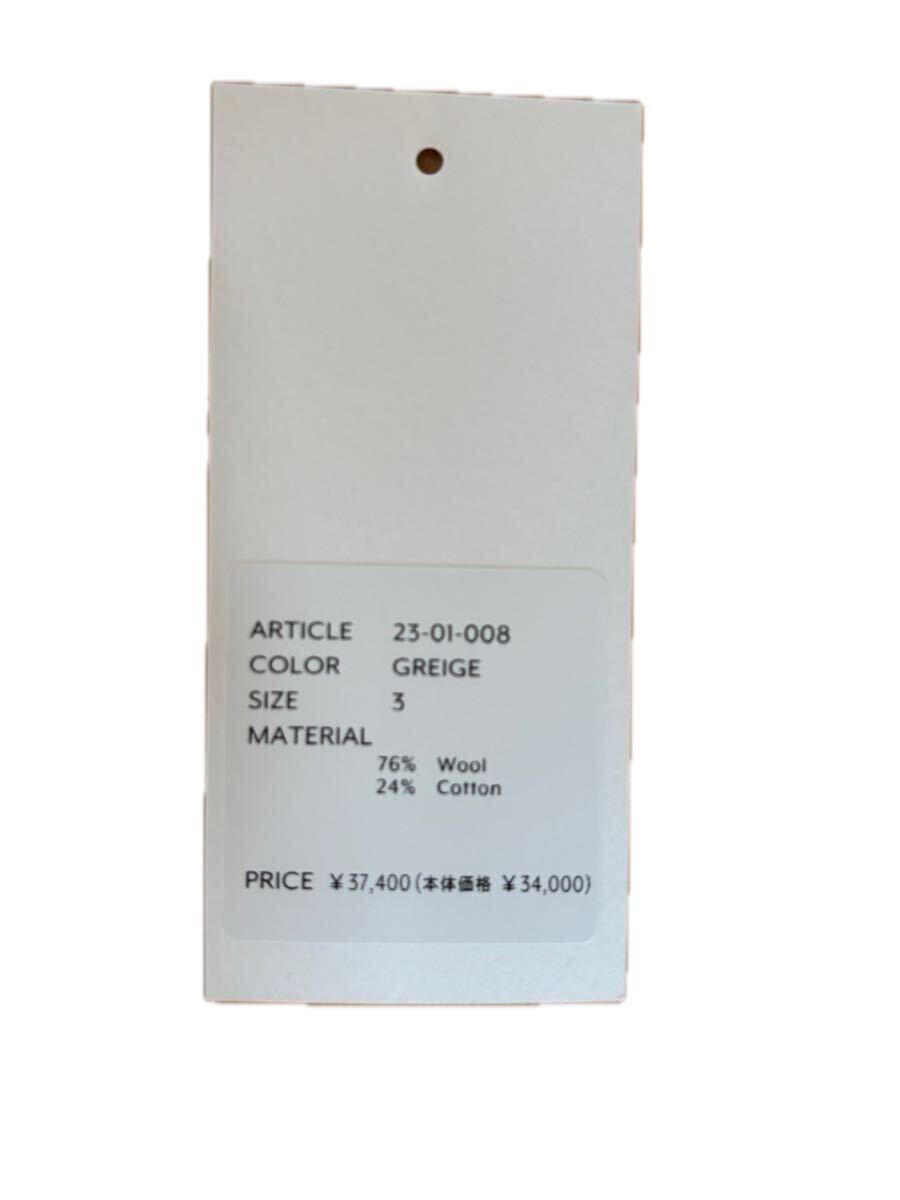 ARTICLE 23-01-008
COLOR GREIGE
SIZE 3
MATERIAL
76% Wool
24% Cotton
PRICE ¥37,400(本体価格 ¥34,000)